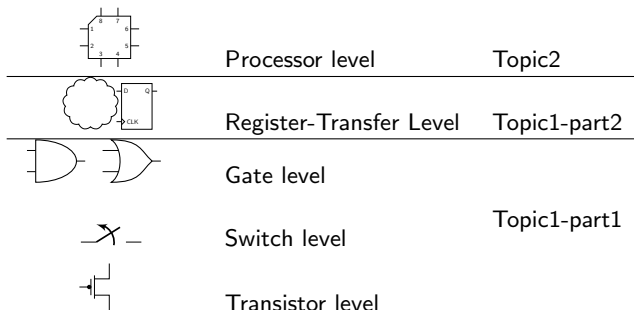 8 7
1 6
2 5
3 4
Processor level Topic2
D Q
CLK
Register-Transfer Level Topic1-part2
Gate level
Topic1-part1
Switch level
Transistor level